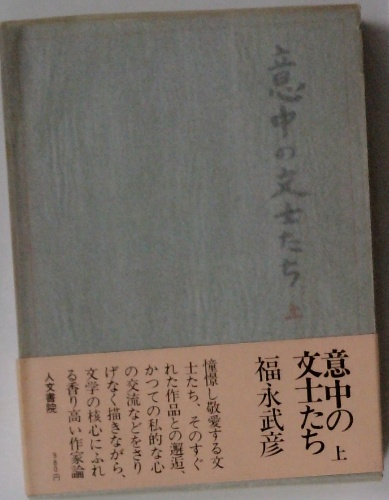 意中の文士たち 上
意中の
文士たち 上
福永武彦
憧憬し敬愛する文
士たち、そのすぐ
れた作品との邂逅、
かつての私的な心
の交流などをさり
げなく描きながら、
文学の核心にふれ
る香り高い作家論
人文書院
980円